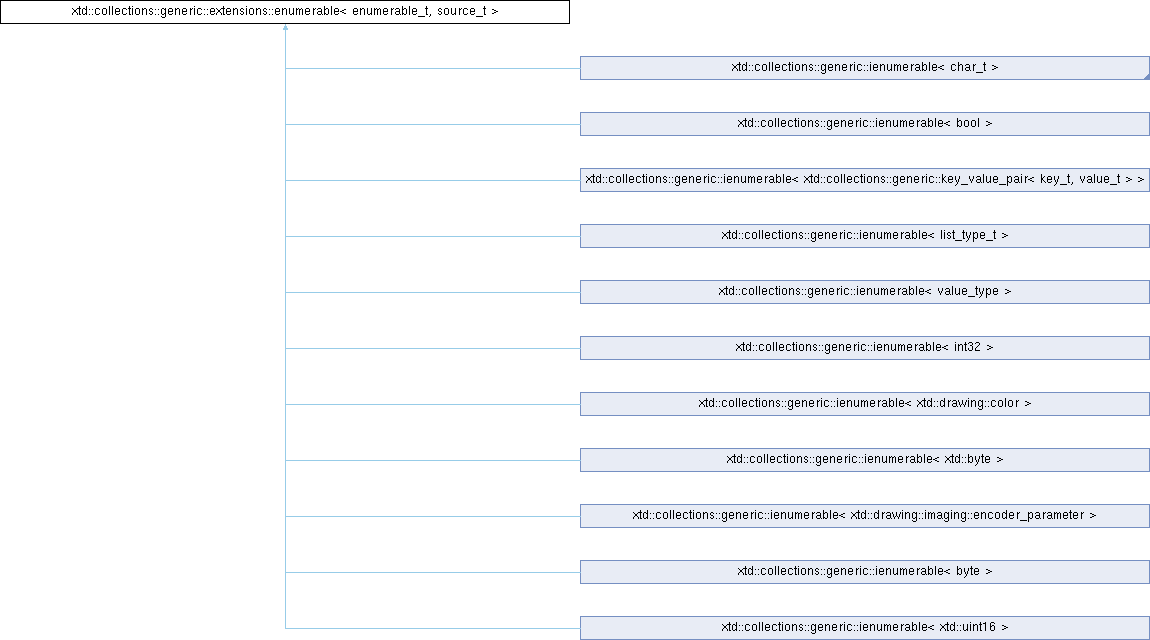 xtd::collections::generic::extensions::enumerable< enumerable_t, source_t >
xtd::collections::generic::ienumerable< char_t >
xtd::collections::generic::ienumerable< bool >
xtd::collections::generic::ienumerable< xtd::collections::generic::key_value_pair< key_t, value_t > >
xtd::collections::generic::ienumerable< list_type_t >
xtd::collections::generic::ienumerable< value_type >
xtd::collections::generic::ienumerable< int32 >
xtd::collections::generic::ienumerable< xtd::drawing::color >
xtd::collections::generic::ienumerable< xtd::byte >
xtd::collections::generic::ienumerable< xtd::drawing::imaging::encoder_parameter >
xtd::collections::generic::ienumerable< byte >
xtd::collections::generic::ienumerable< xtd::uint16 >